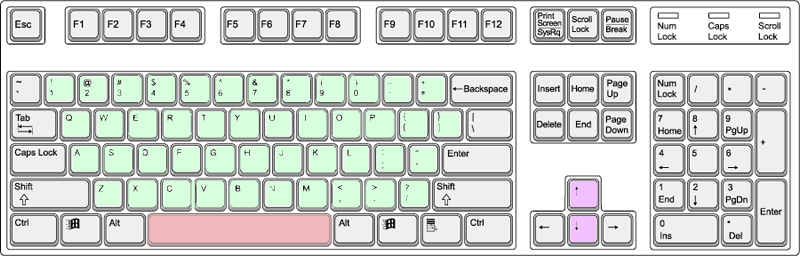 Esc F1 F2 F3 F4 F5 F6 F7 F8 F9 F10 F11 F12
Print Screen SysRq
Scroll Lock
Pause Break
Num Lock
Caps Lock
Scroll Lock
~ ! @ # $ % ^ & * ( ) - +
` 1 2 3 4 5 6 7 8 9 0 - = ←Backspace
Insert Home Page Up
Num Lock / * -
Tab Q W E R T Y U I O P { } |
[ ] \
Delete End Page Down
7 Home 8 ↑ 9 PgUp +
Caps Lock A S D F G H J K L : " Enter
; '
4 ← 5 6 →
Shift ⇧ Z X C V B N M < > ? Shift ⇧
, . /
↑
1 End 2 ↓ 3 PgDn Enter
Ctrl Alt Alt Ctrl
← ↓ →
0 Ins * Del